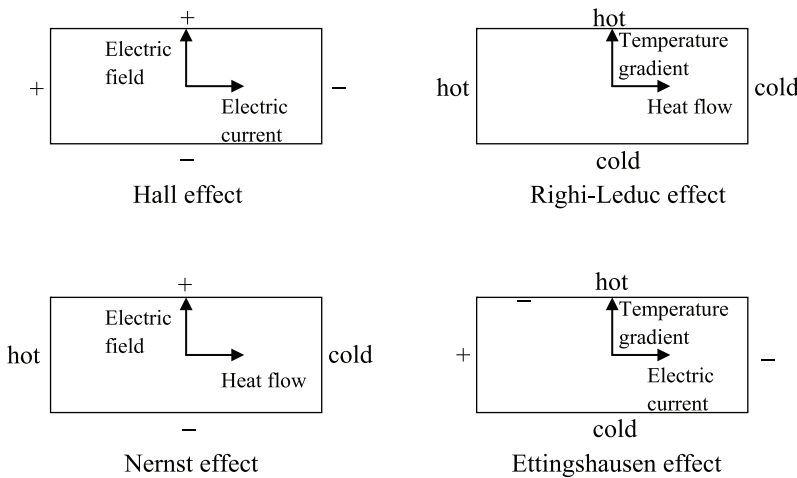 +
Electric
field
+
−
Electric
current
−
Hall effect
hot
Temperature
gradient
hot
cold
Heat flow
cold
Righi-Leduc effect
+
Electric
field
hot
cold
Heat flow
−
Nernst effect
hot
−
Temperature
gradient
+
−
Electric
current
cold
Ettingshausen effect